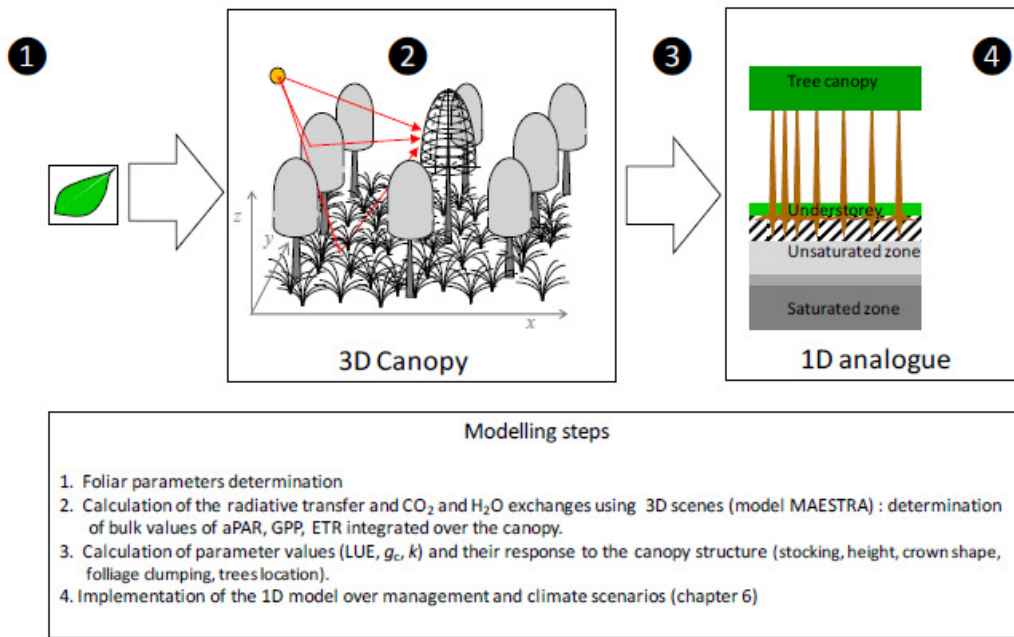 1
2
3
4
z
y
x
3D Canopy
Tree canopy
Understorey
Unsaturated zone
Saturated zone
1D analogue
Modelling steps
1. Foliar parameters determination
2. Calculation of the radiative transfer and CO2 and H2O exchanges using 3D scenes (model MAESTRA) : determination
of bulk values of aPAR, GPP, ETR integrated over the canopy.
3. Calculation of parameter values (LUE, gc, k) and their response to the canopy structure (stocking, height, crown shape,
folliage clumping, trees location).
4. Implementation of the 1D model over management and climate scenarios (chapter 6)